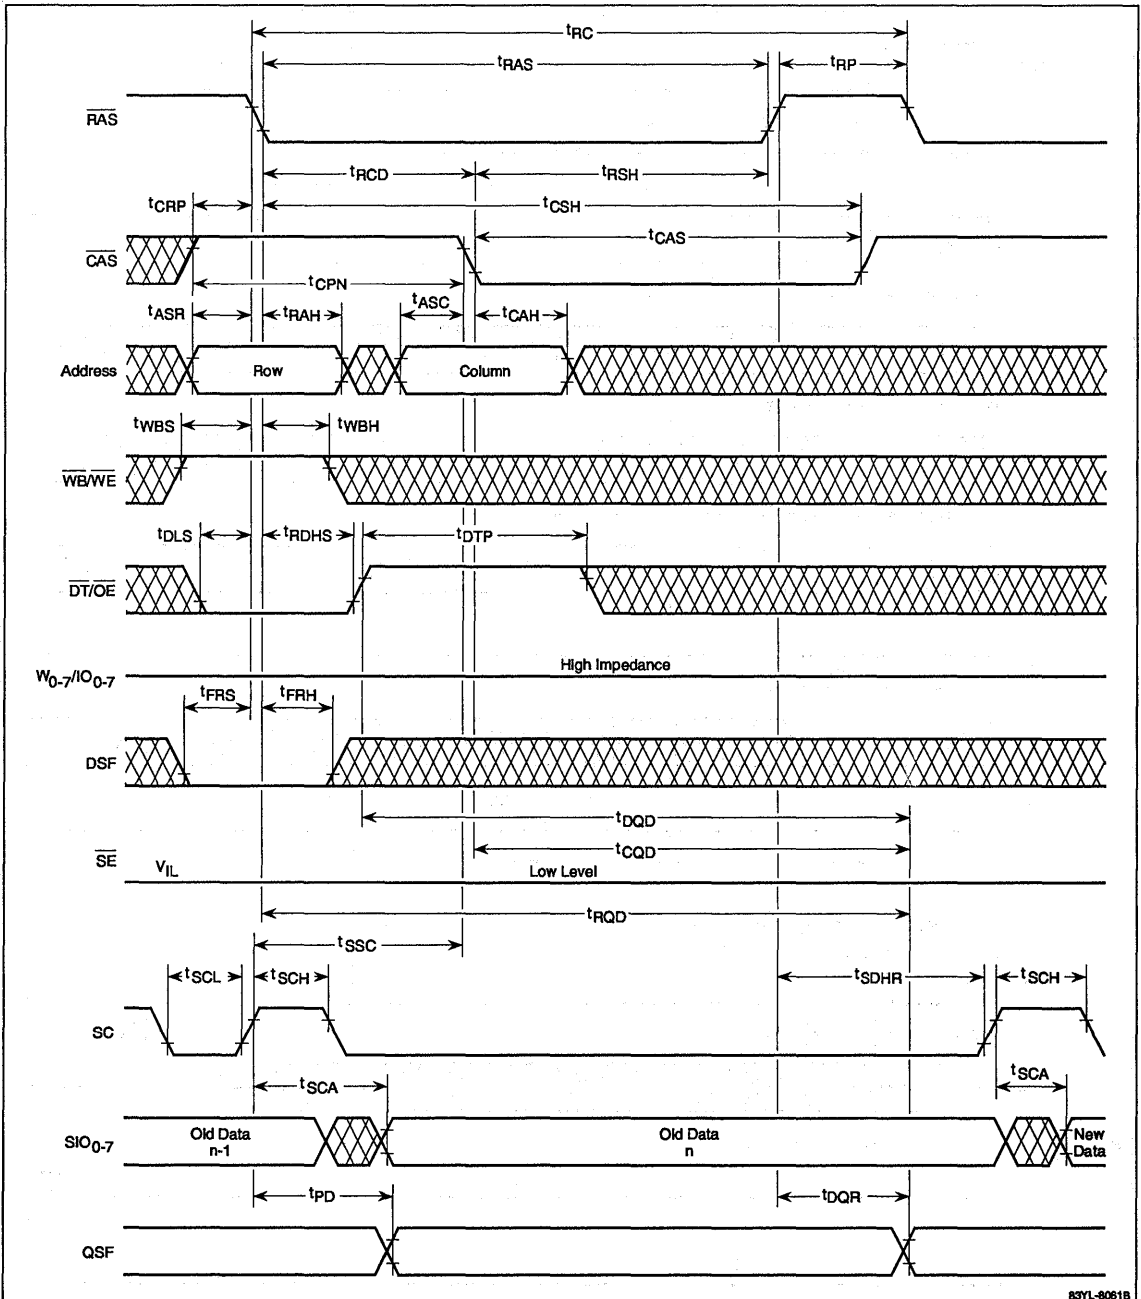 tRC
tRAS
tRP
RAS
tRCD
tRSH
tCRP
tCSH
CAS
tCAS
tCPN
tASR
tRAH
tASC
tCAH
Address
Row
Column
tWBS
tWBH
WB/WE
tDLS
tRDHS
tDTP
DT/OE
High Impedance
W0-7/IO0-7
tFRS
tFRH
DSF
tDQD
tCQD
SE
VIL
Low Level
tRQD
tSSC
tSCL
tSCH
tSDHR
tSCH
SC
tSCA
tSCA
SIO0-7
Old Data
n-1
Old Data
n
New
Data
tPD
tDQR
QSF
83YL-8061B